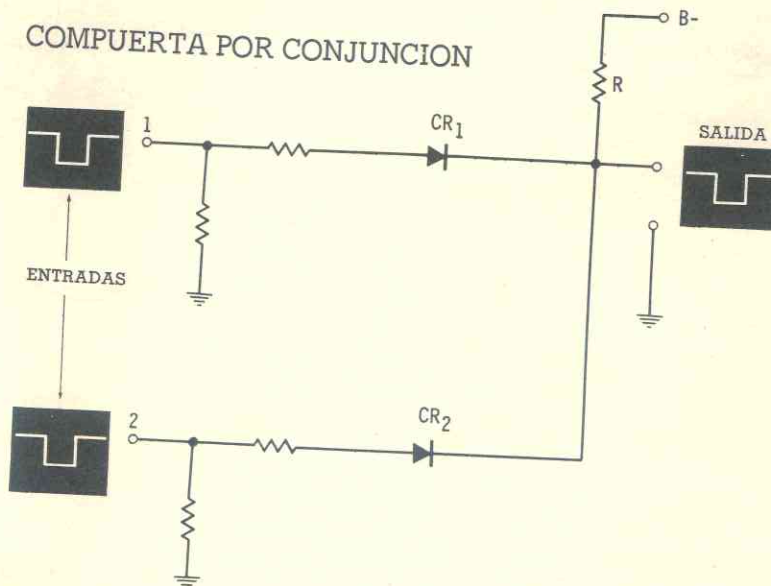 COMPUERTA POR CONJUNCION
B-
R
CR1
1
SALIDA
ENTRADAS
CR2
2